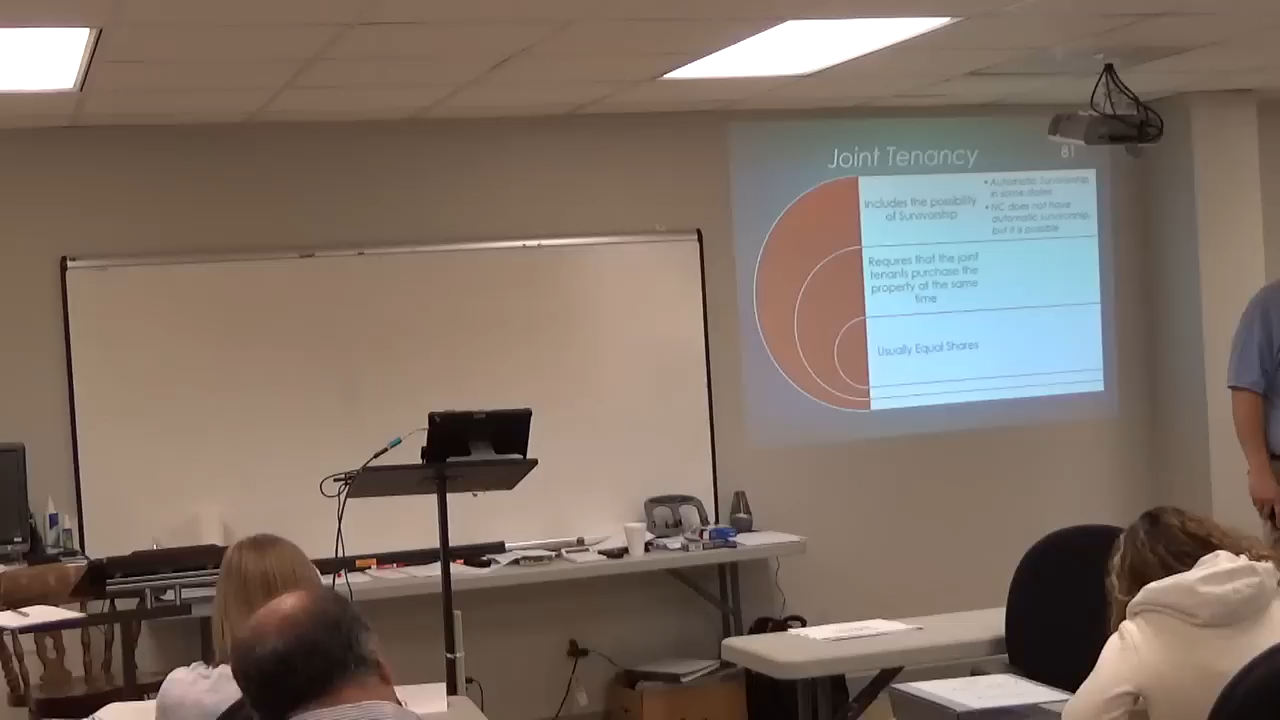 Joint Tenancy
81
Includes the possibility
of Survivorship
• Automatic Survivorship
in some states
• NC does not have
automatic survivorship,
but it is possible
Requires that the joint
tenants purchase the
property at the same
time
Usually Equal Shares